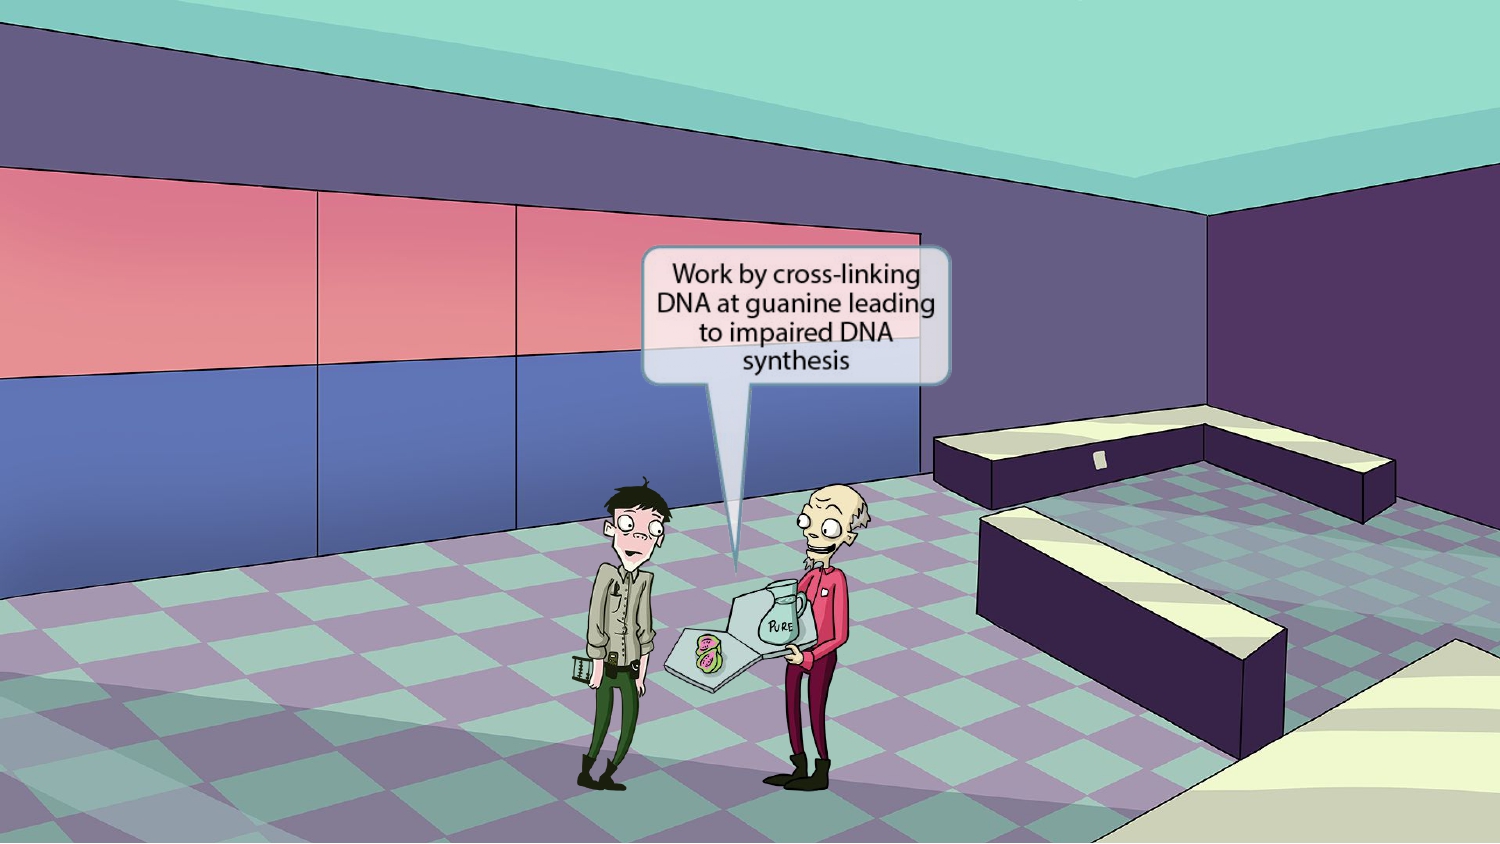 Work by cross-linking
DNA at guanine leading
to impaired DNA
synthesis
PURE